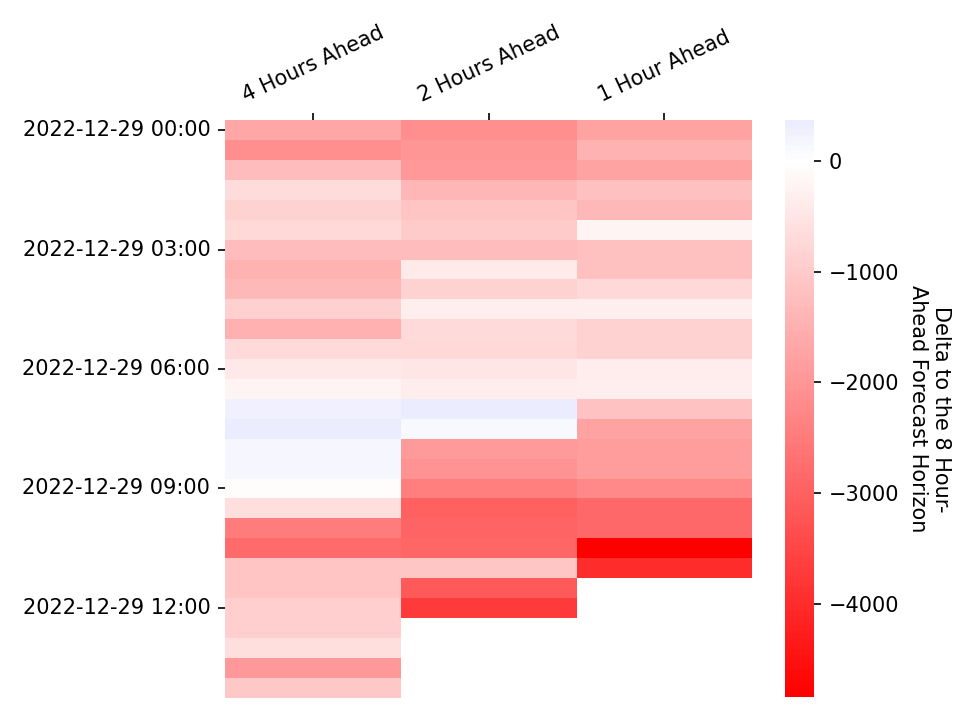 4 Hours Ahead
2 Hours Ahead
1 Hour Ahead
2022-12-29 00:00
2022-12-29 03:00
2022-12-29 06:00
2022-12-29 09:00
2022-12-29 12:00
0
−1000
−2000
−3000
−4000
Delta to the 8 Hour-
Ahead Forecast Horizon